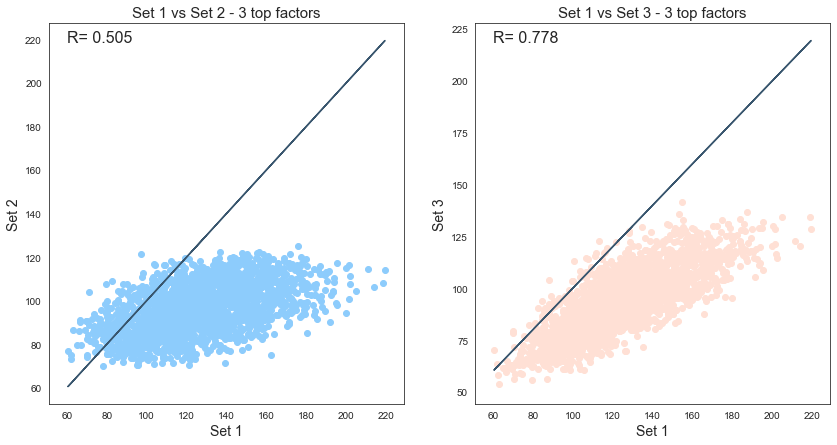 Set 1 vs Set 2 - 3 top factors
R= 0.505
220
200
180
160
140
120
100
80
60
Set 2
60 80 100 120 140 160 180 200 220
Set 1
Set 1 vs Set 3 - 3 top factors
R= 0.778
225
200
175
150
125
100
75
50
Set 3
60 80 100 120 140 160 180 200 220
Set 1